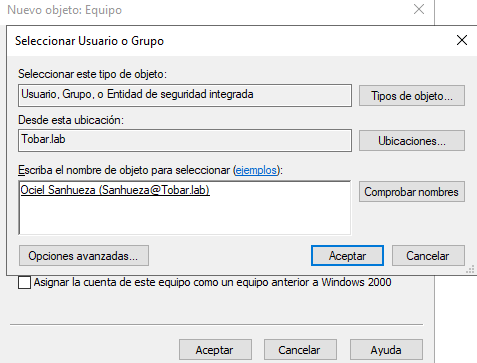 Nuevo objeto: Equipo
Seleccionar Usuario o Grupo
Seleccionar este tipo de objeto:
Usuario, Grupo, o Entidad de seguridad integrada
Tipos de objeto...
Desde esta ubicación:
Tobar.lab
Ubicaciones...
Escriba el nombre de objeto para seleccionar (ejemplos):
Ociel Sanhueza (Sanhueza@Tobar.lab)
Comprobar nombres
Opciones avanzadas...
Aceptar
Cancelar
Asignar la cuenta de este equipo como un equipo anterior a Windows 2000
Aceptar
Cancelar
Ayuda